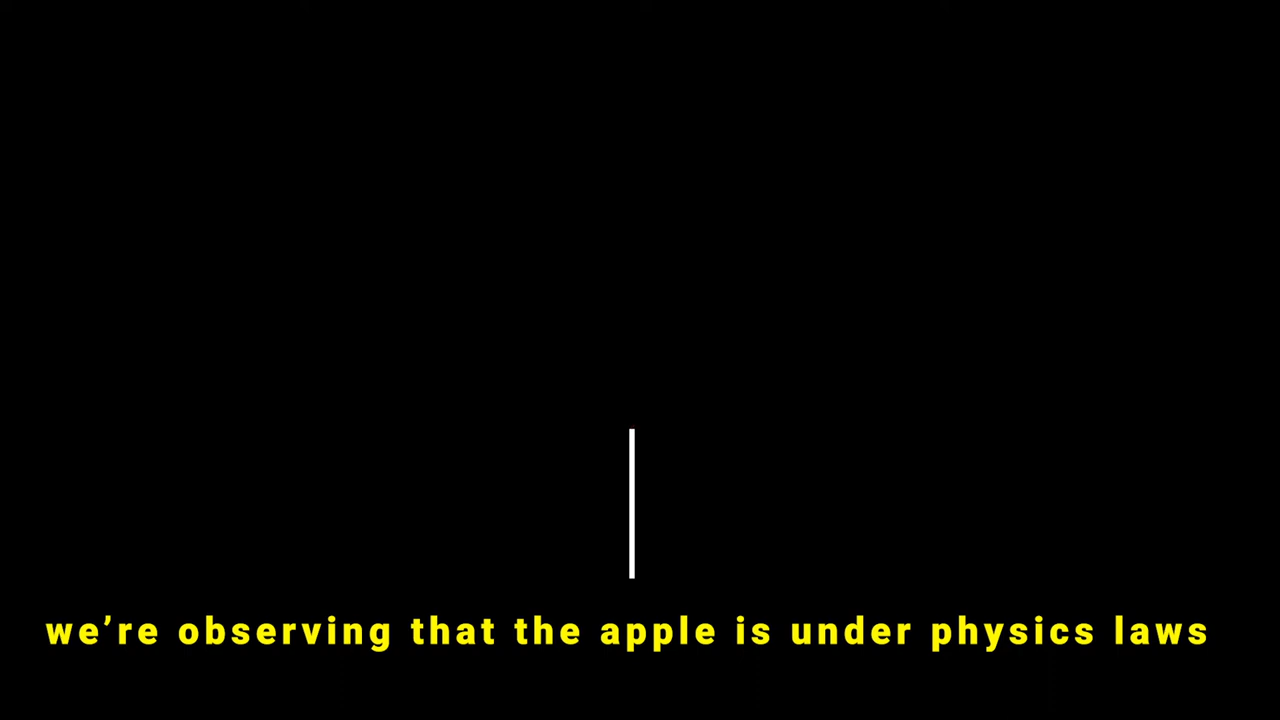 we’re observing that the apple is under physics laws